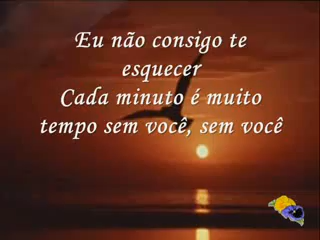 Eu não consigo te
esquecer
Cada minuto é muito
tempo sem você, sem você